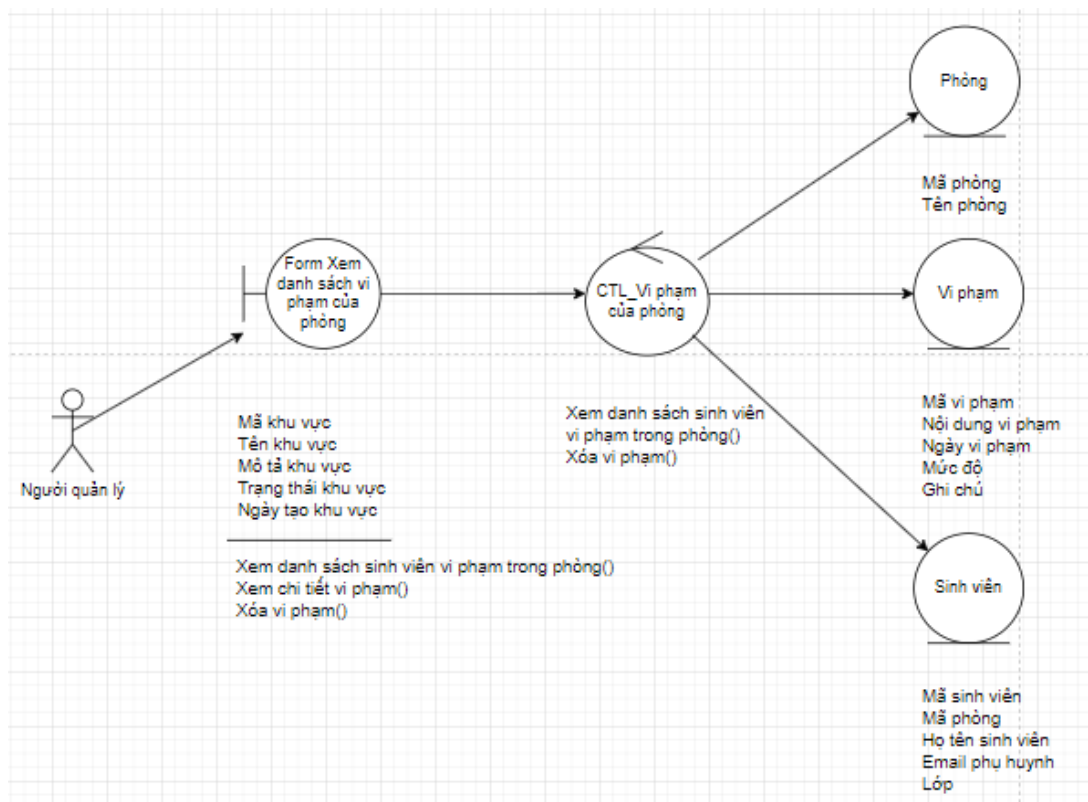 Phòng
Mã phòng
Tên phòng
Form Xem
danh sách vi
phạm của
phòng
CTL_Vi phạm
của phòng
Vi phạm
Người quản lý
Mã khu vực
Tên khu vực
Mô tả khu vực
Trạng thái khu vực
Ngày tạo khu vực
Xem danh sách sinh viên vi phạm trong phòng()
Xem chi tiết vi phạm()
Xóa vi phạm()
Xem danh sách sinh viên
vi phạm trong phòng()
Xóa vi phạm()
Mã vi phạm
Nội dung vi phạm
Ngày vi phạm
Mức độ
Ghi chú
Sinh viên
Mã sinh viên
Mã phòng
Họ tên sinh viên
Email phụ huynh
Lớp